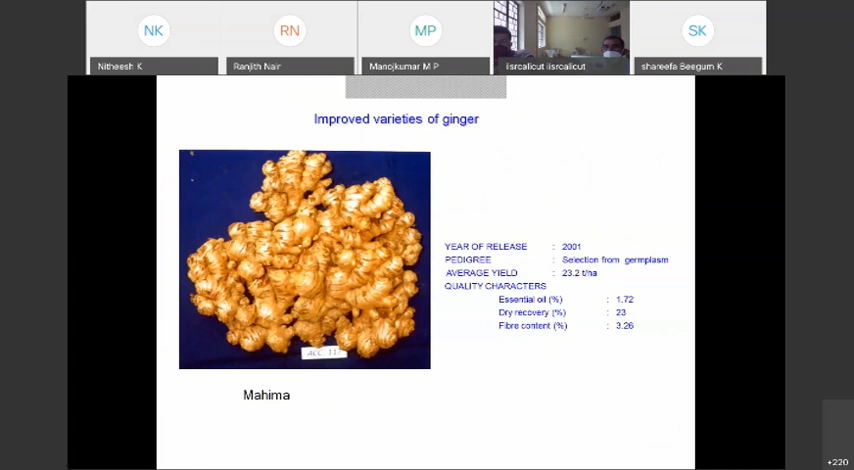 NK
RN
MP
SK
Nitheesh K
Ranjith Nair
Manojkumar M P
iisrcalicut iisrcalicut
shareefa Beegum K
Improved varieties of ginger
YEAR OF RELEASE : 2001
PEDIGREE : Selection from germplasm
AVERAGE YIELD : 23.2 t/ha
QUALITY CHARACTERS
Essential oil (%) : 1.72
Dry recovery (%) : 23
Fibre content (%) : 3.26
ACC.
Mahima
+220